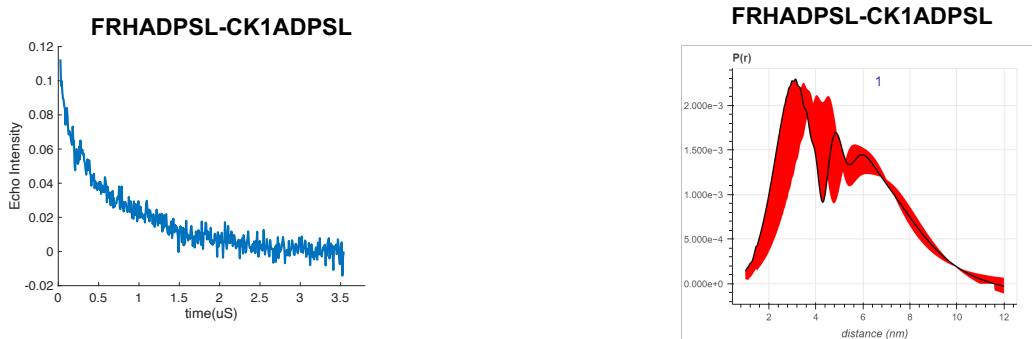 FRHADPSL-CK1ADPSL
0.12
0.1
0.08
0.06
0.04
0.02
0
-0.02
Echo Intensity
0 0.5 1 1.5 2 2.5 3 3.5
time(uS)
FRHADPSL-CK1ADPSL
P(r)
1
2.000e-3
1.500e-3
1.000e-3
5.000e-4
0.000e+0
2 4 6 8 10 12
distance (nm)